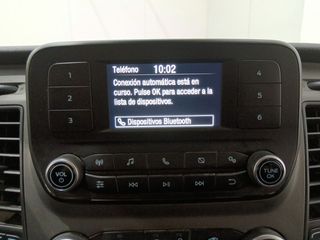 Teléfono 10:02
Conexión automática está en
curso. Pulse OK para acceder a la
lista de dispositivos.
Dispositivos Bluetooth
1
2
3
4
5
6
VOL
TUNE
OK